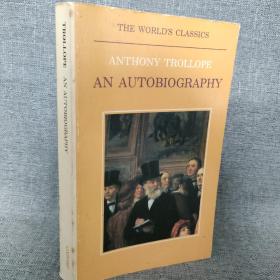 THE WORLD'S CLASSICS
ANTHONY TROLLOPE
AN AUTOBIOGRAPHY
TROLLOPE AN AUTOBIOGRAPHY